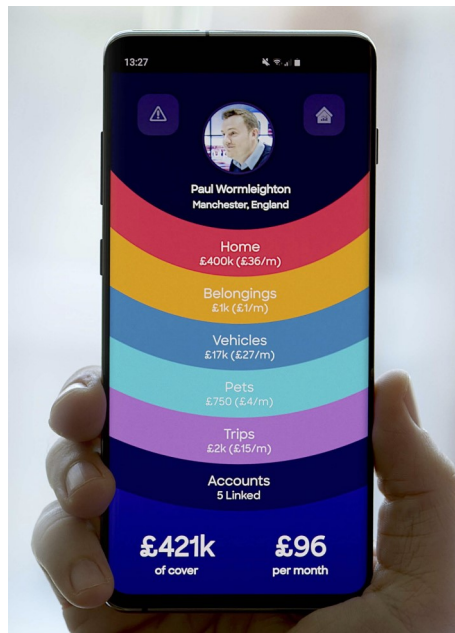 13:27
Paul Wormleighton
Manchester, England
Home
£400k (£36/m)
Belongings
£1k (£1/m)
Vehicles
£17k (£27/m)
Pets
£750 (£4/m)
Trips
£2k (£15/m)
Accounts
5 Linked
£421k £96
of cover per month